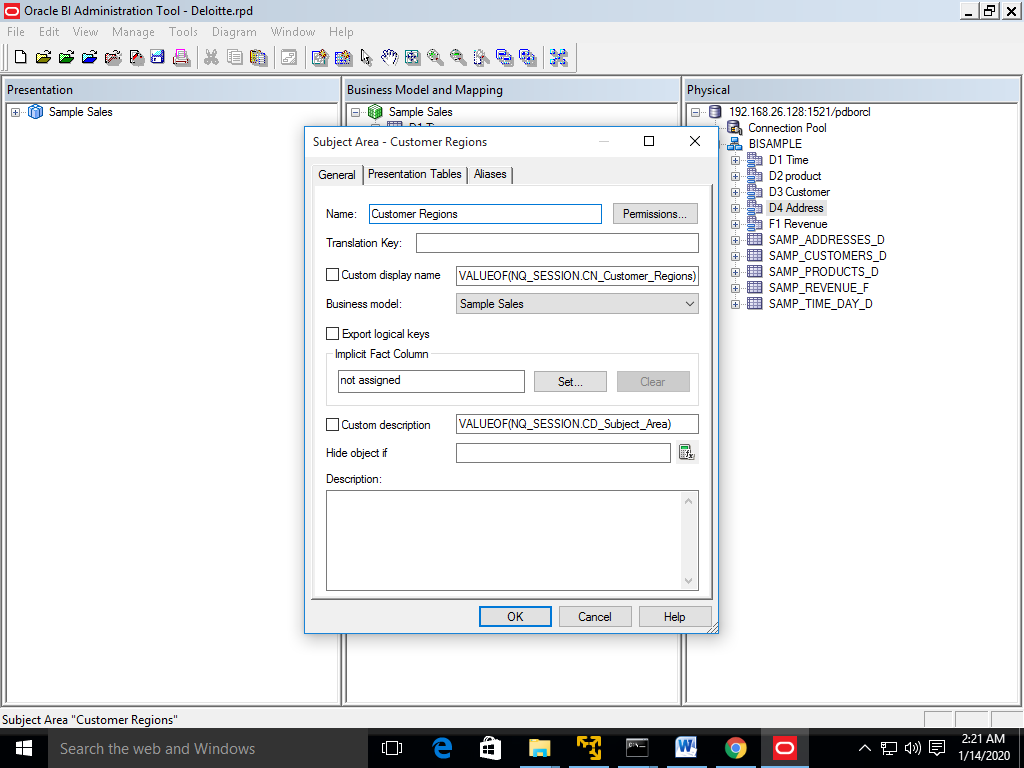 Oracle BI Administration Tool - Deloitte.rpd
File Edit View Manage Tools Diagram Window Help
Presentation
Sample Sales
Business Model and Mapping
Sample Sales
Physical
192.168.26.128:1521/pdborcl
Connection Pool
BISAMPLE
D1 Time
D2 product
D3 Customer
D4 Address
F1 Revenue
SAMP_ADDRESSES_D
SAMP_CUSTOMERS_D
SAMP_PRODUCTS_D
SAMP_REVENUE_F
SAMP_TIME_DAY_D
Subject Area - Customer Regions
General Presentation Tables Aliases
Name: Customer Regions Permissions...
Translation Key:
Custom display name VALUEOF(NQ_SESSION.CN_Customer_Regions)
Business model: Sample Sales
Export logical keys
Implicit Fact Column
not assigned Set... Clear
Custom description VALUEOF(NQ_SESSION.CD_Subject_Area)
Hide object if
Description:
OK Cancel Help
Subject Area "Customer Regions"
Search the web and Windows
2:21 AM
1/14/2020